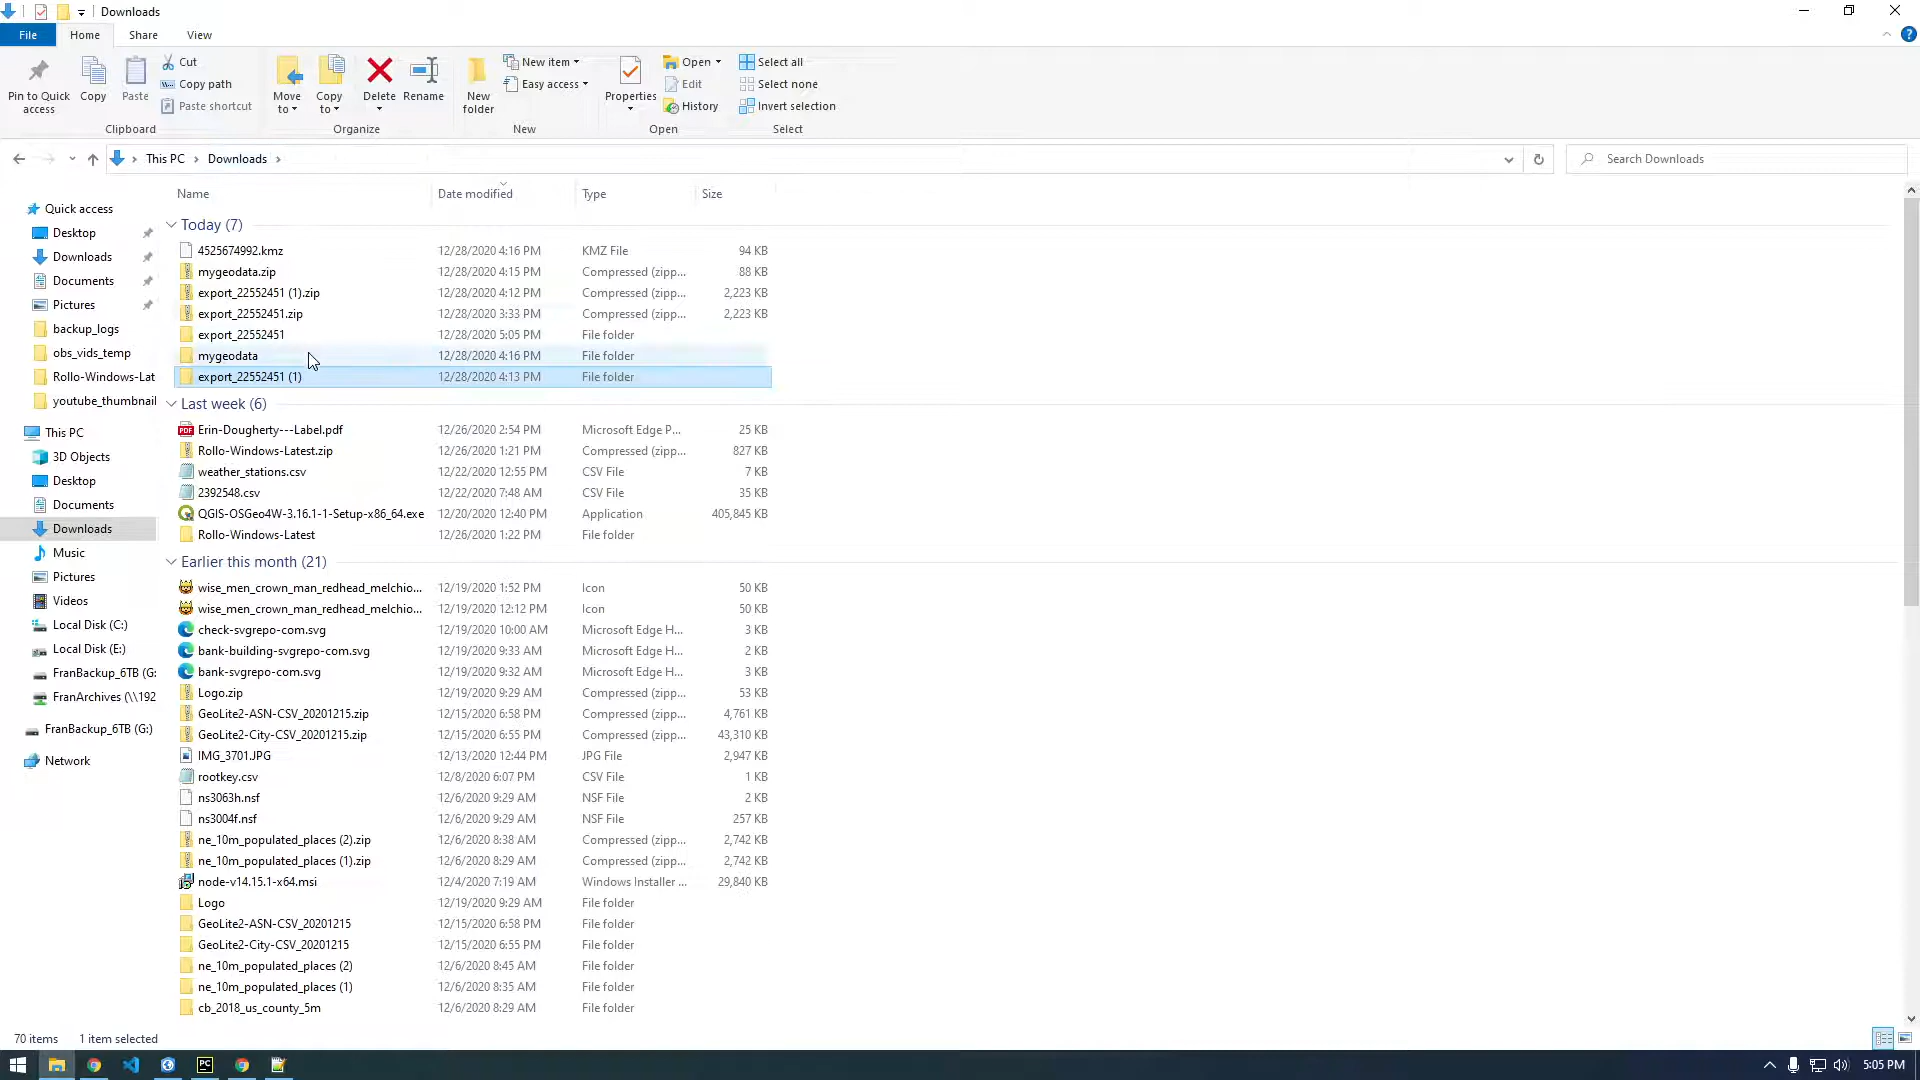 Downloads
File
Home
Share
View
Pin to Quick access
Copy
Paste
Cut
Copy path
Paste shortcut
Clipboard
Move to
Copy to
Delete
Rename
Organize
New folder
New item
Easy access
New
Properties
Open
Edit
History
Open
Select all
Select none
Invert selection
Select
This PC
Downloads
Search Downloads
Name
Date modified
Type
Size
Quick access
Desktop
Downloads
Documents
Pictures
backup_logs
obs_vids_temp
Rollo-Windows-Lat
youtube_thumbnail
This PC
3D Objects
Desktop
Documents
Downloads
Music
Pictures
Videos
Local Disk (C:)
Local Disk (E:)
FranBackup_6TB (G:
FranArchives (\\192
FranBackup_6TB (G:)
Network
Today (7)
4525674992.kmz 12/28/2020 4:16 PM KMZ File 94 KB
mygeodata.zip 12/28/2020 4:15 PM Compressed (zipp... 88 KB
export_22552451 (1).zip 12/28/2020 4:12 PM Compressed (zipp... 2,223 KB
export_22552451.zip 12/28/2020 3:33 PM Compressed (zipp... 2,223 KB
export_22552451 12/28/2020 5:05 PM File folder
mygeodata 12/28/2020 4:16 PM File folder
export_22552451 (1) 12/28/2020 4:13 PM File folder
Last week (6)
Erin-Dougherty---Label.pdf 12/26/2020 2:54 PM Microsoft Edge P... 25 KB
Rollo-Windows-Latest.zip 12/26/2020 1:21 PM Compressed (zipp... 827 KB
weather_stations.csv 12/22/2020 12:55 PM CSV File 7 KB
2392548.csv 12/22/2020 7:48 AM CSV File 35 KB
QGIS-OSGeo4W-3.16.1-1-Setup-x86_64.exe 12/20/2020 12:40 PM Application 405,845 KB
Rollo-Windows-Latest 12/26/2020 1:22 PM File folder
Earlier this month (21)
wise_men_crown_man_redhead_melchio... 12/19/2020 1:52 PM Icon 50 KB
wise_men_crown_man_redhead_melchio... 12/19/2020 12:12 PM Icon 50 KB
check-svgrepo-com.svg 12/19/2020 10:00 AM Microsoft Edge H... 3 KB
bank-building-svgrepo-com.svg 12/19/2020 9:33 AM Microsoft Edge H... 2 KB
bank-svgrepo-com.svg 12/19/2020 9:32 AM Microsoft Edge H... 3 KB
Logo.zip 12/19/2020 9:29 AM Compressed (zipp... 53 KB
GeoLite2-ASN-CSV_20201215.zip 12/15/2020 6:58 PM Compressed (zipp... 4,761 KB
GeoLite2-City-CSV_20201215.zip 12/15/2020 6:55 PM Compressed (zipp... 43,310 KB
IMG_3701.JPG 12/13/2020 12:44 PM JPG File 2,947 KB
rootkey.csv 12/8/2020 6:07 PM CSV File 1 KB
ns3063h.nsf 12/6/2020 9:29 AM NSF File 2 KB
ns3004f.nsf 12/6/2020 9:29 AM NSF File 257 KB
ne_10m_populated_places (2).zip 12/6/2020 8:38 AM Compressed (zipp... 2,742 KB
ne_10m_populated_places (1).zip 12/6/2020 8:29 AM Compressed (zipp... 2,742 KB
node-v14.15.1-x64.msi 12/4/2020 7:19 AM Windows Installer ... 29,840 KB
Logo 12/19/2020 9:29 AM File folder
GeoLite2-ASN-CSV_20201215 12/15/2020 6:58 PM File folder
GeoLite2-City-CSV_20201215 12/15/2020 6:55 PM File folder
ne_10m_populated_places (2) 12/6/2020 8:45 AM File folder
ne_10m_populated_places (1) 12/6/2020 8:35 AM File folder
cb_2018_us_county_5m 12/6/2020 8:29 AM File folder
70 items 1 item selected
PC
5:05 PM